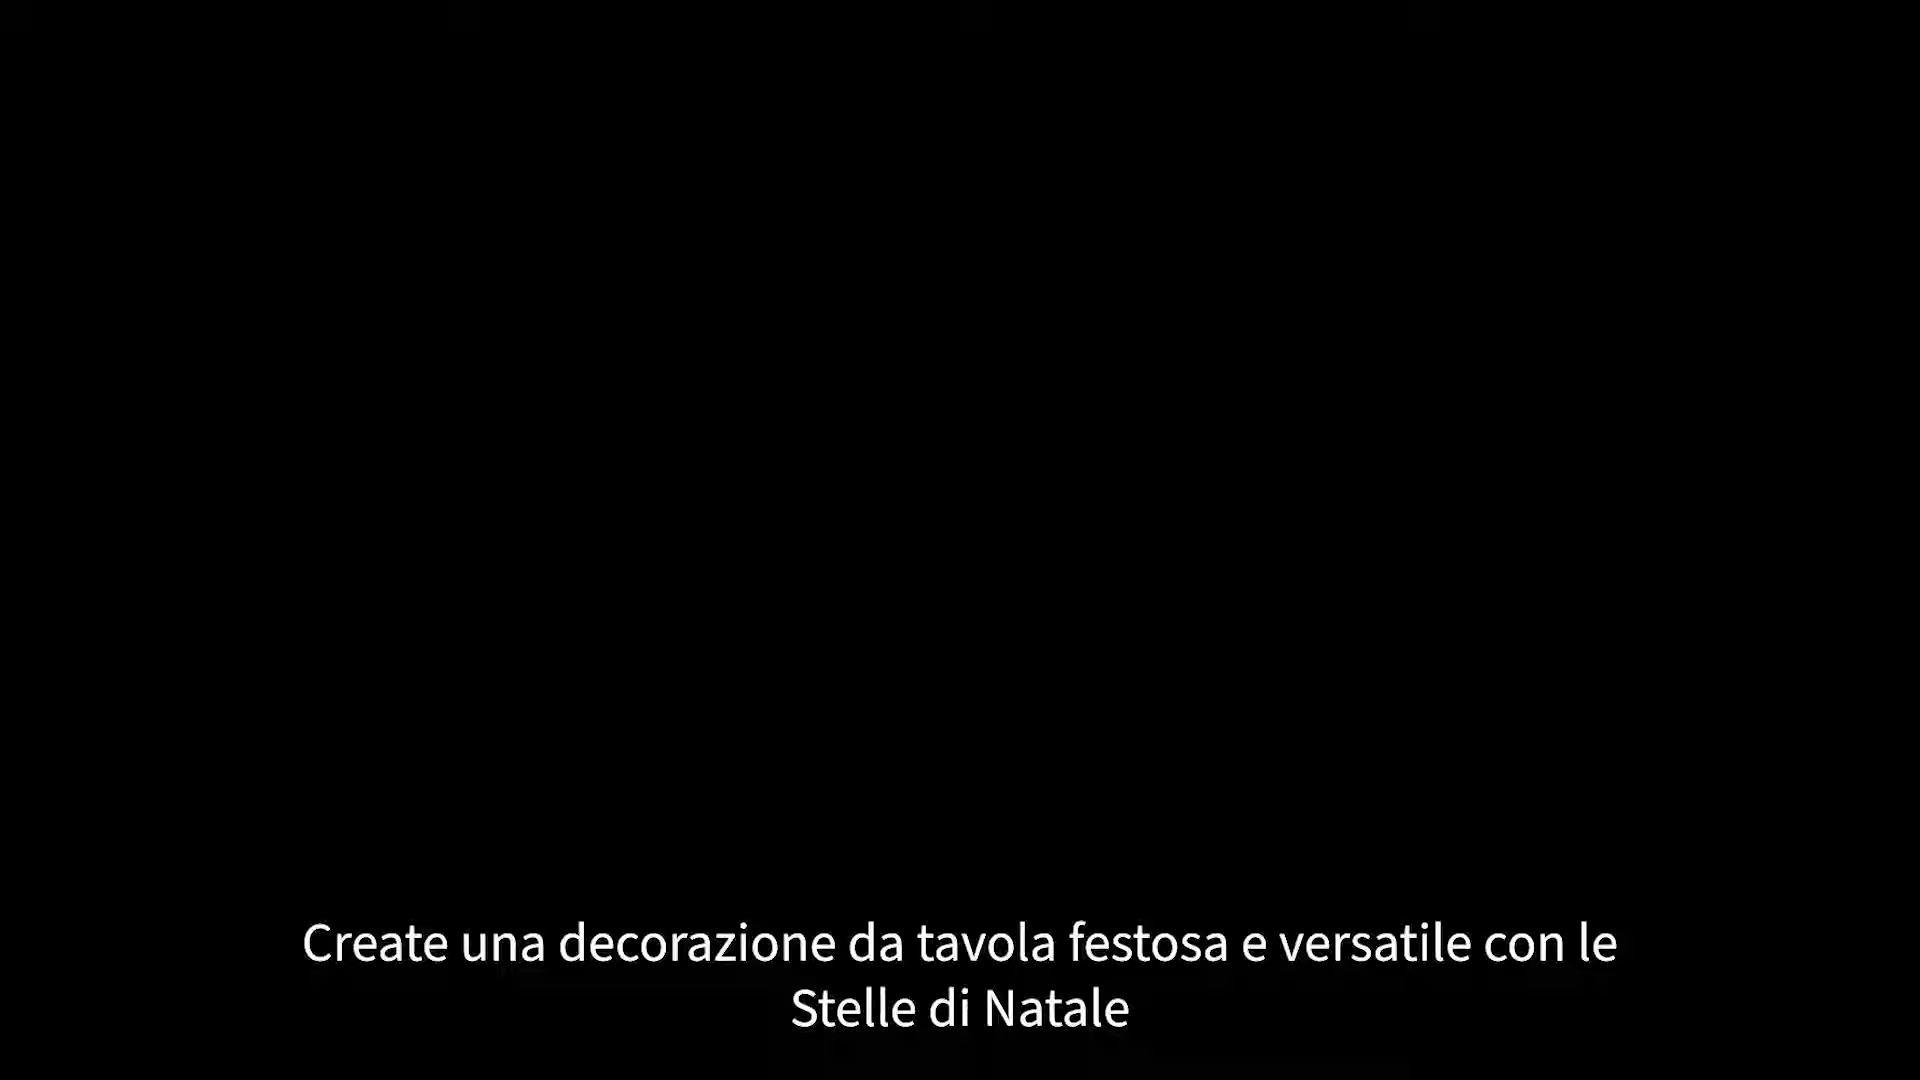 Create una decorazione da tavola festosa e versatile con le
Stelle di Natale